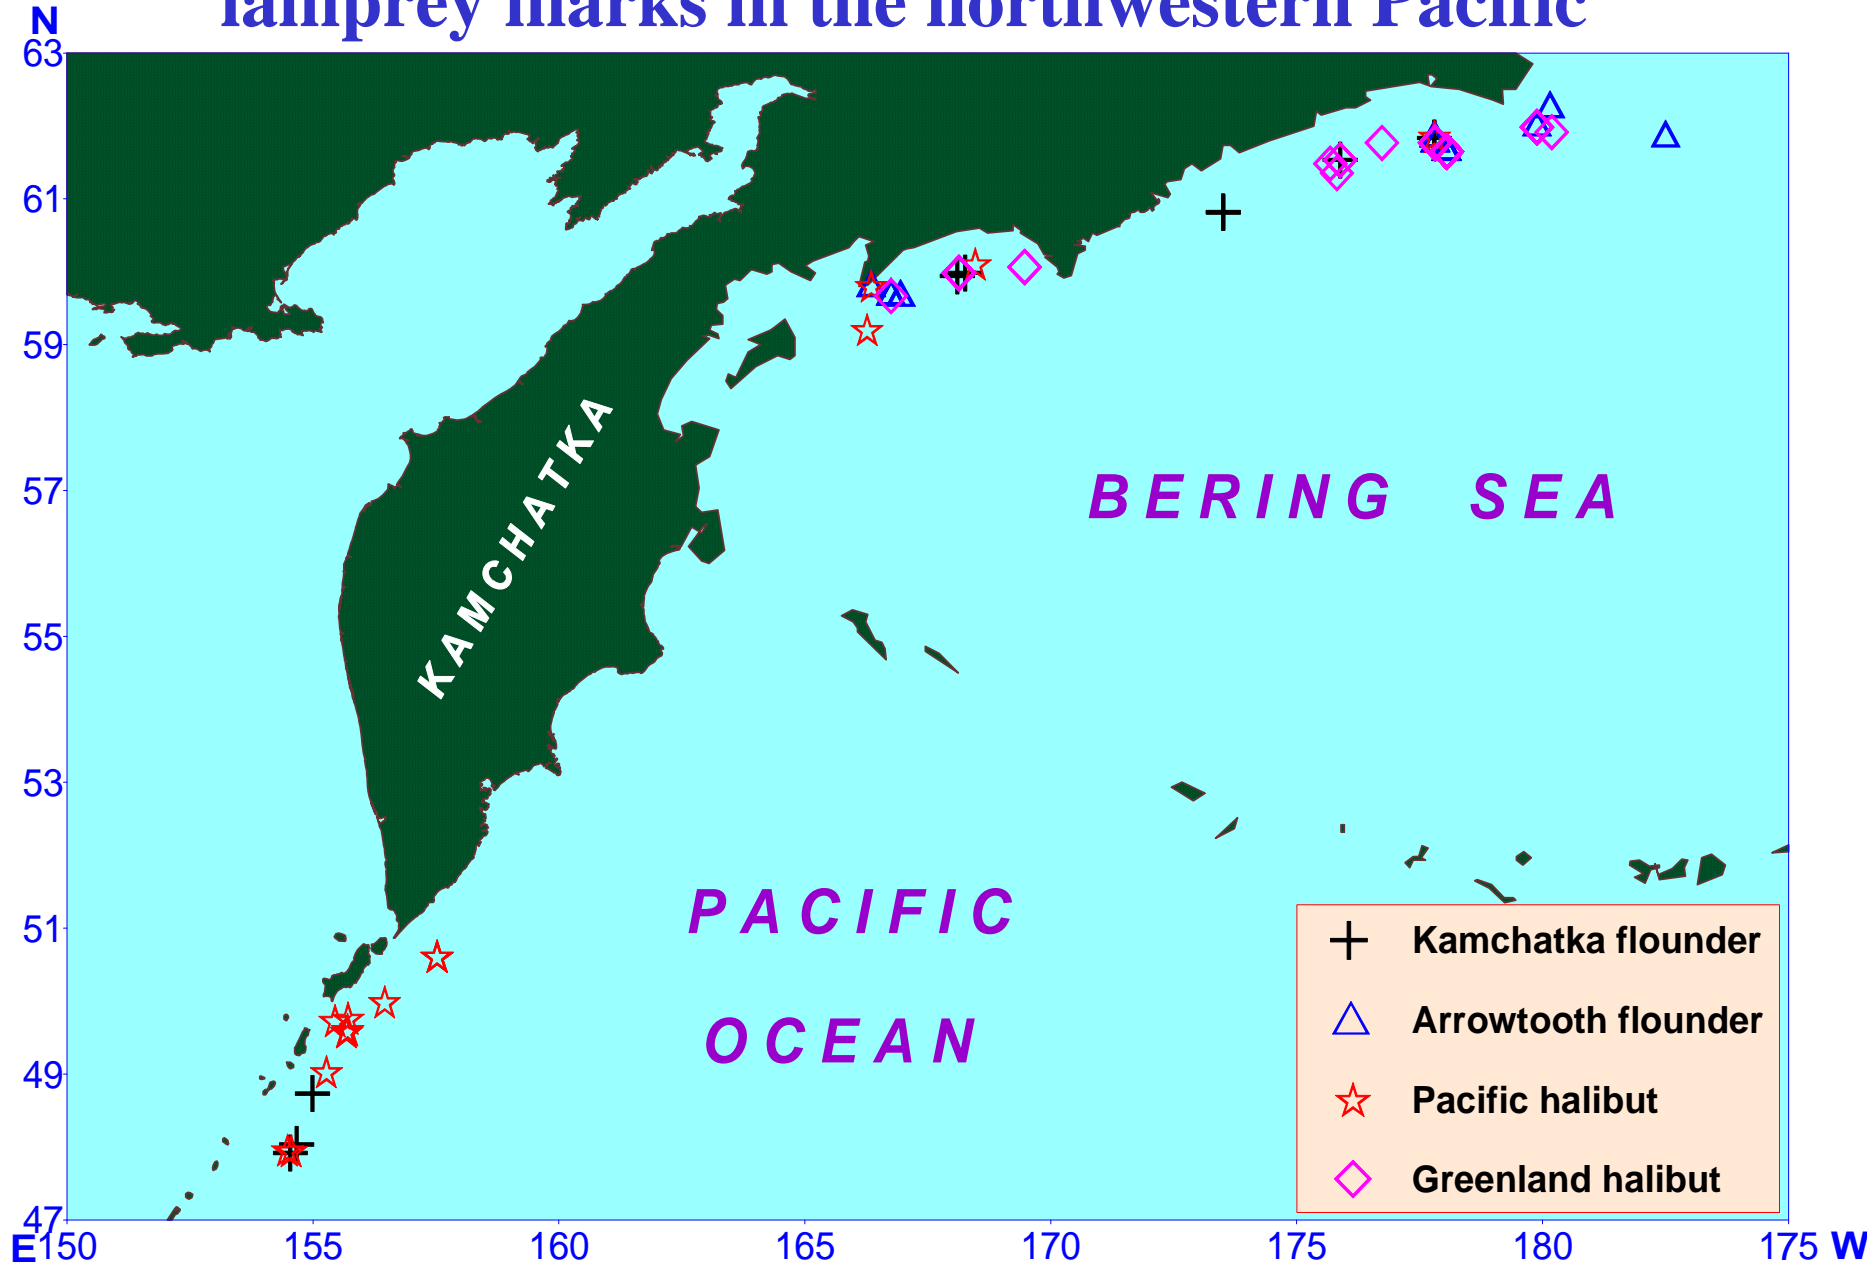 lamprey marks in the northwestern Pacific
N
63
61
59
57
55
53
51
49
47
KAMCHATKA
BERING SEA
PACIFIC
OCEAN
Kamchatka flounder
Arrowtooth flounder
Pacific halibut
Greenland halibut
E 150 155 160 165 170 175 180 175 W